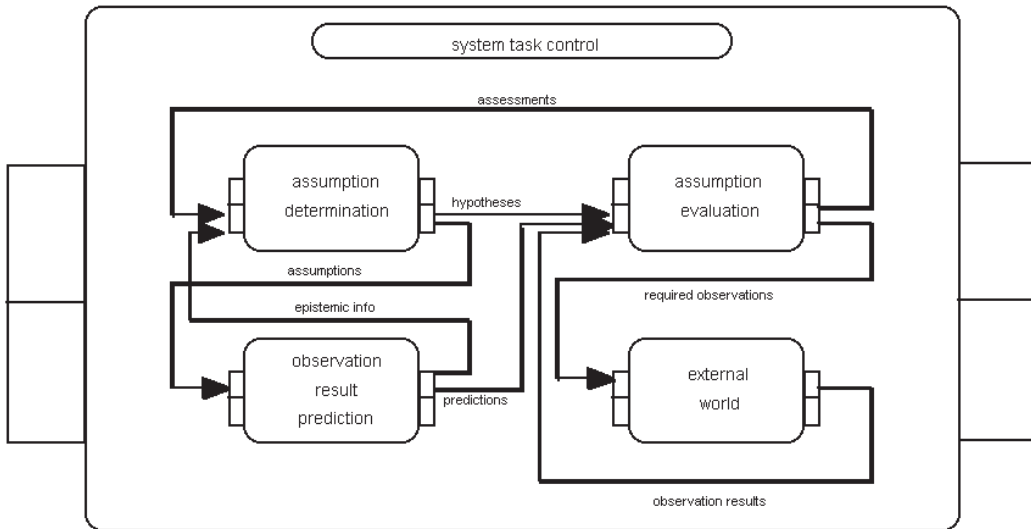 system task control
assessments
assumption
determination
hypotheses
assumption
evaluation
assumptions
required observations
epistemic info
observation
result
prediction
predictions
external
world
observation results